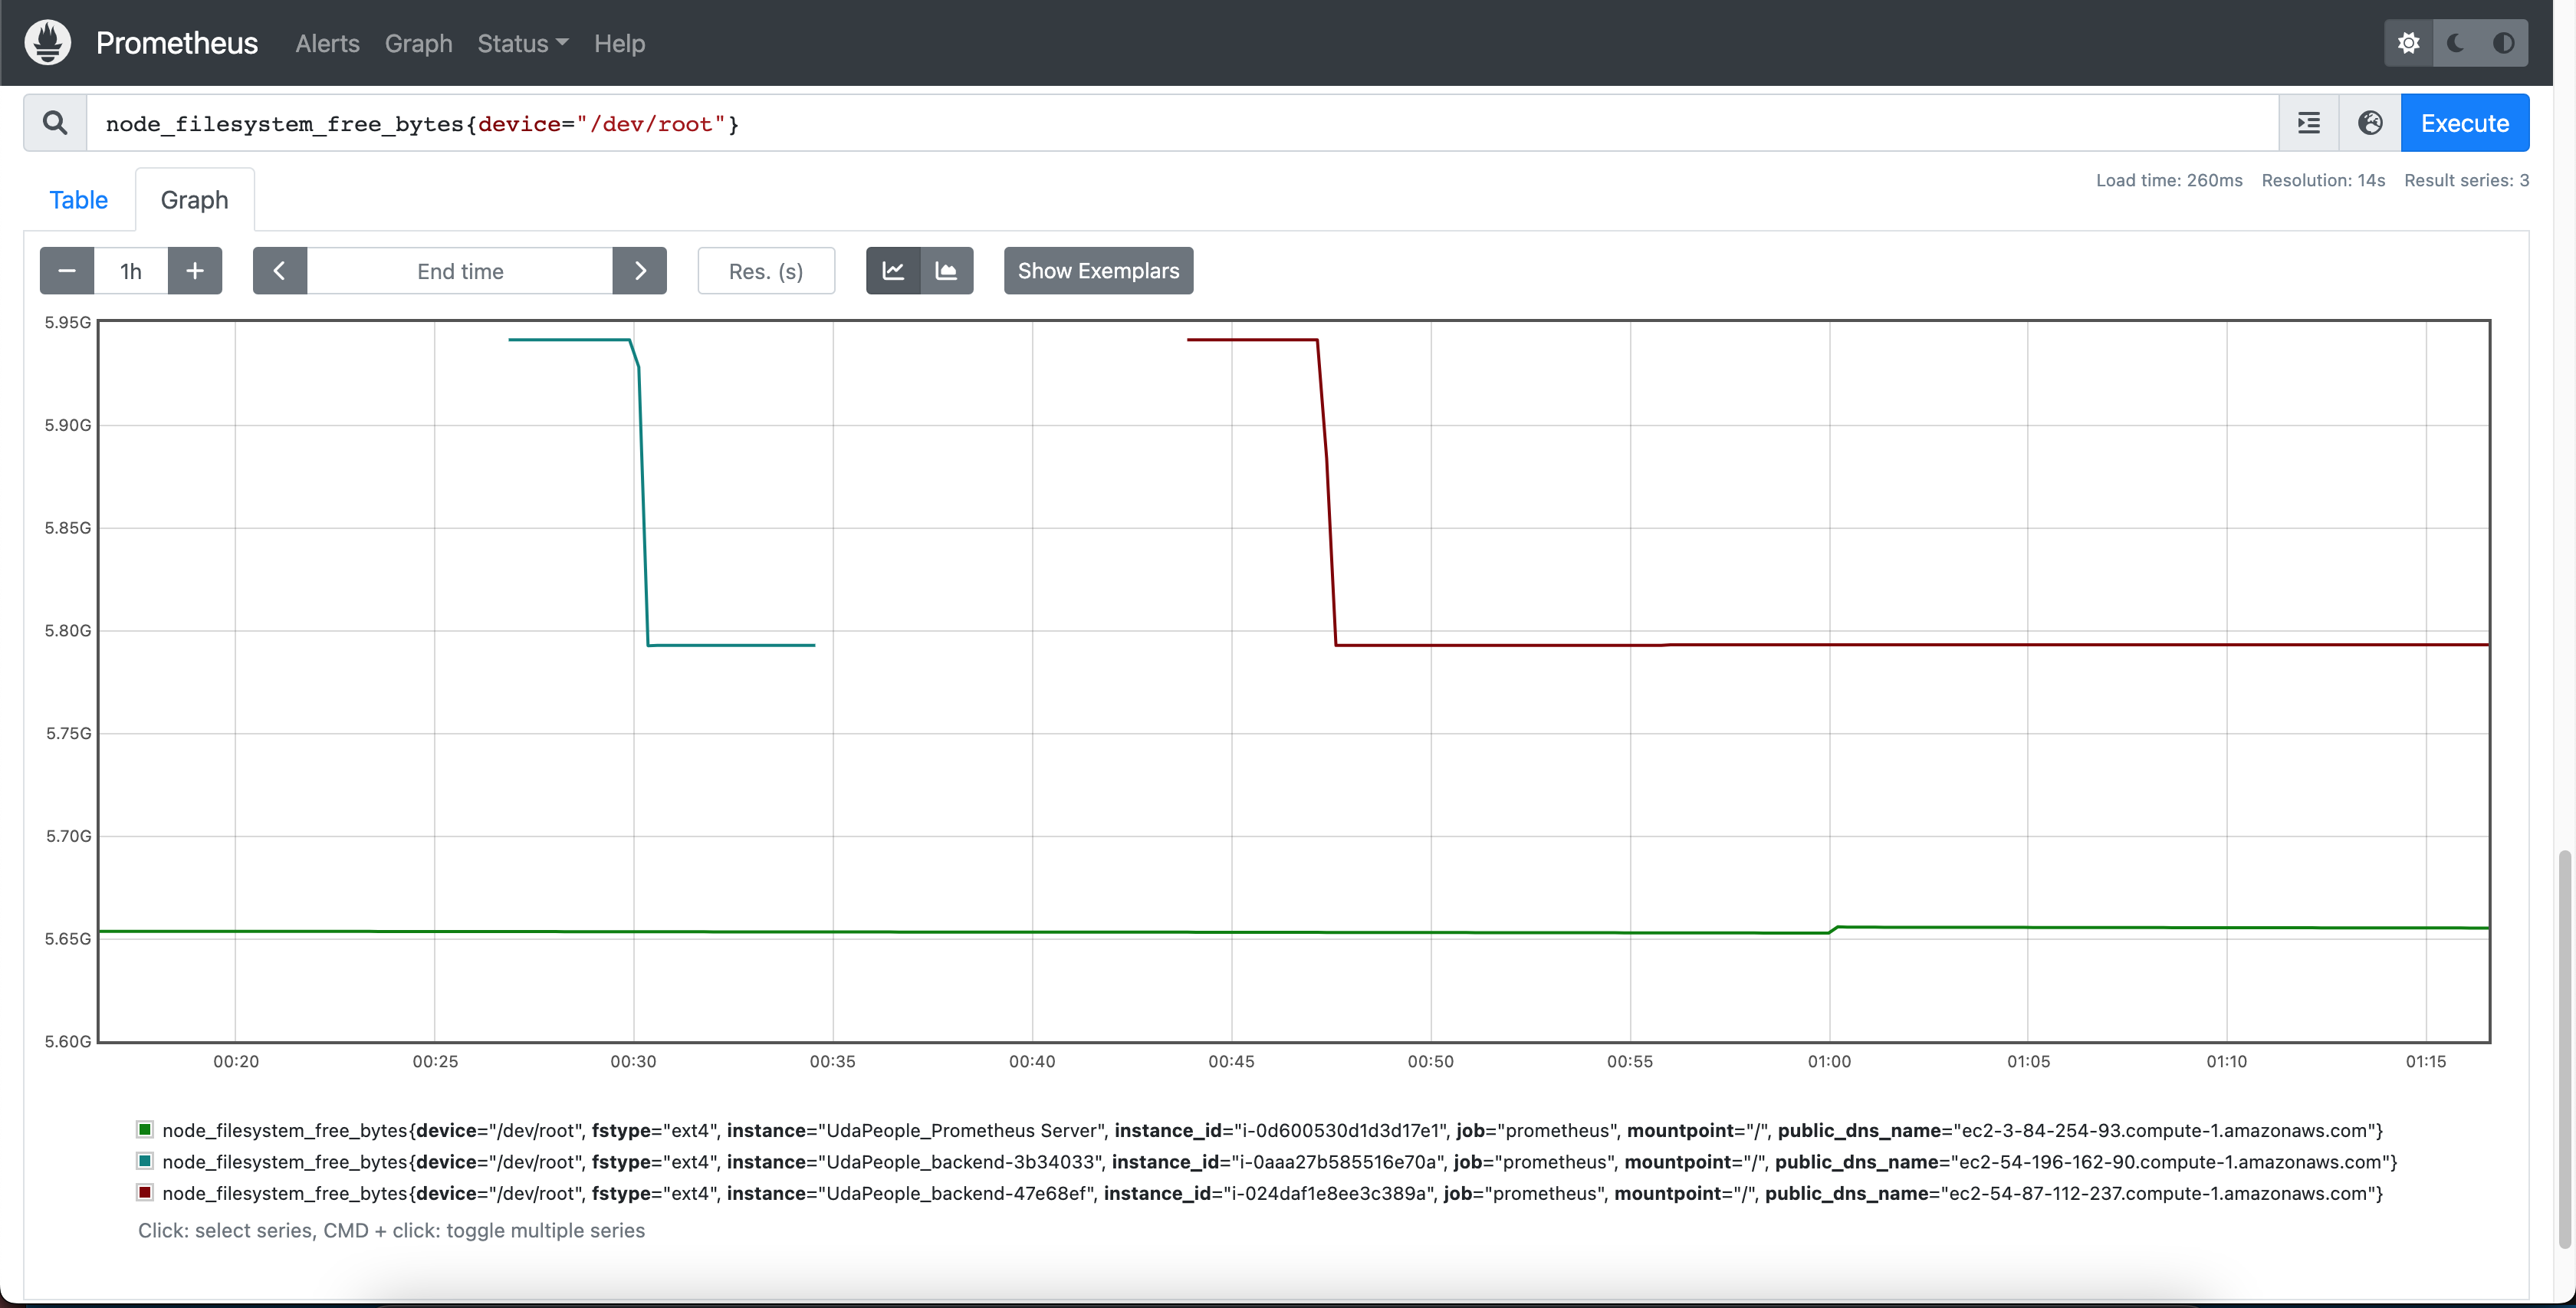 Prometheus Alerts Graph Status Help
node_filesystem_free_bytes{device="/dev/root"}
Execute
Table Graph
Load time: 260ms Resolution: 14s Result series: 3
1h End time Res. (s) Show Exemplars
5.95G
5.90G
5.85G
5.80G
5.75G
5.70G
5.65G
5.60G
00:20 00:25 00:30 00:35 00:40 00:45 00:50 00:55 01:00 01:05 01:10 01:15
node_filesystem_free_bytes{device="/dev/root", fstype="ext4", instance="UdaPeople_Prometheus Server", instance_id="i-0d600530d1d3d17e1", job="prometheus", mountpoint="/", public_dns_name="ec2-3-84-254-93.compute-1.amazonaws.com"}
node_filesystem_free_bytes{device="/dev/root", fstype="ext4", instance="UdaPeople_backend-3b34033", instance_id="i-0aaa27b585516e70a", job="prometheus", mountpoint="/", public_dns_name="ec2-54-196-162-90.compute-1.amazonaws.com"}
node_filesystem_free_bytes{device="/dev/root", fstype="ext4", instance="UdaPeople_backend-47e68ef", instance_id="i-024daf1e8ee3c389a", job="prometheus", mountpoint="/", public_dns_name="ec2-54-87-112-237.compute-1.amazonaws.com"}
Click: select series, CMD + click: toggle multiple series